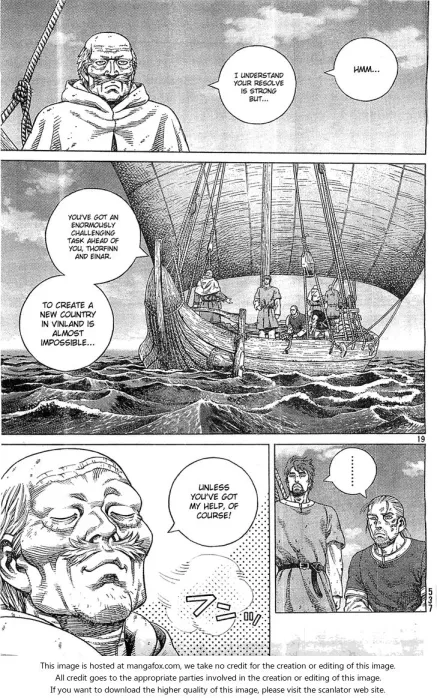 HMM...
I UNDERSTAND
YOUR RESOLVE
IS STRONG
BUT...
YOU'VE GOT AN
ENORMOUSLY
CHALLENGING
TASK AHEAD OF
YOU, THORFINN
AND EINAR.
TO CREATE A
NEW COUNTRY
IN VINLAND IS
ALMOST
IMPOSSIBLE...
19
......
UNLESS
YOU'VE GOT
MY HELP, OF
COURSE!
フンッ!!
537
This image is hosted at mangafox.com, we take no credit for the creation or editing of this image.
All credit goes to the appropriate parties involved in the creation or editing of this image.
If you want to download the higher quality of this image, please visit the scanlator web site.